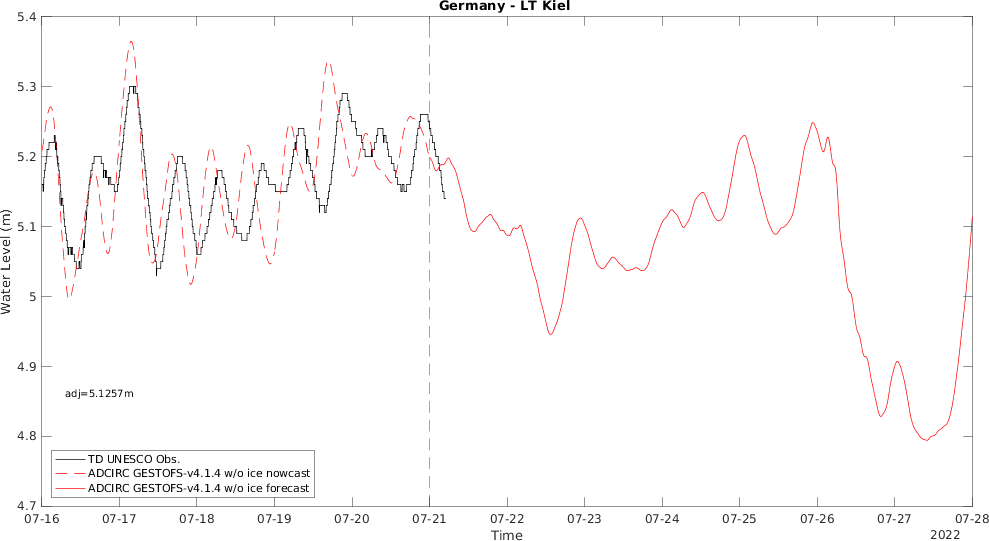 Germany - LT Kiel
5.4
5.3
5.2
5.1
5
4.9
4.8
4.7
Water Level (m)
adj=5.1257m
TD UNESCO Obs.
ADCIRC GESTOFS-v4.1.4 w/o ice nowcast
ADCIRC GESTOFS-v4.1.4 w/o ice forecast
07-16 07-17 07-18 07-19 07-20 07-21 07-22 07-23 07-24 07-25 07-26 07-27 07-28
Time
2022